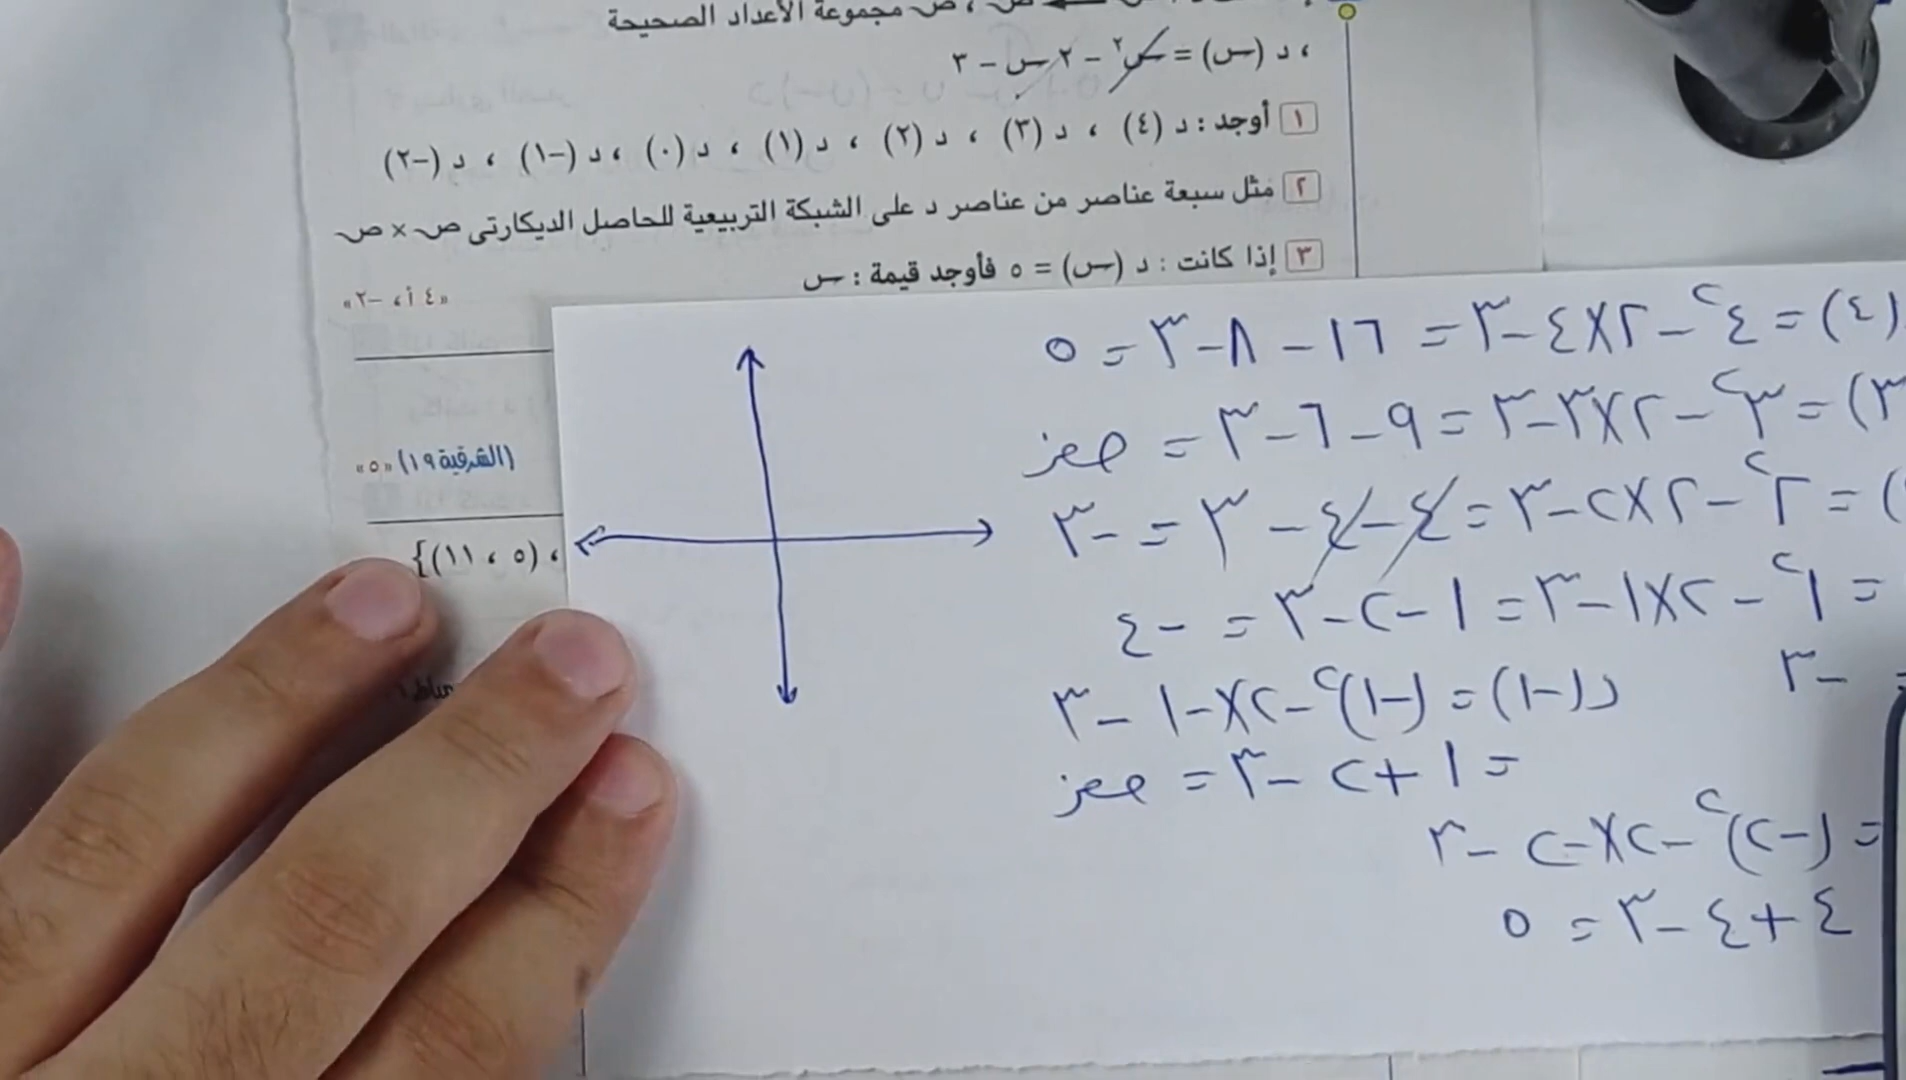 مجموعة الأعداد الصحيحة
، د (س) = س٢ - ٢ س - ٣
١ أوجد : د (٤) ، د (٣) ، د (٢) ، د (١) ، د (٠) ، د (-١) ، د (-٢)
٢ مثل سبعة عناصر من عناصر د على الشبكة التربيعية للحاصل الديكارتى ص × ص
٣ إذا كانت : د (س) = ٥ فأوجد قيمة : س
«٤ أ، -٢»
(الشرقية ١٩) «٥»
، (٥ ، ١١)}
(٤) = ٤٢ - ٢×٤ - ٣ = ١٦ - ٨ - ٣ = ٥
(٣) = ٣٢ - ٢×٣ - ٣ = ٩ - ٦ - ٣ = صفر
) = ٢٢ - ٢×٢ - ٣ = ٤ - ٤ - ٣ = -٣
= ١٢ - ٢×١ - ٣ = ١ - ٢ - ٣ = -٤
= -٣
د(-١) = (-١)٢ - ٢×-١ - ٣
= ١ + ٢ - ٣ = صفر
= (-٢)٢ - ٢×-٢ - ٣
٤ + ٤ - ٣ = ٥